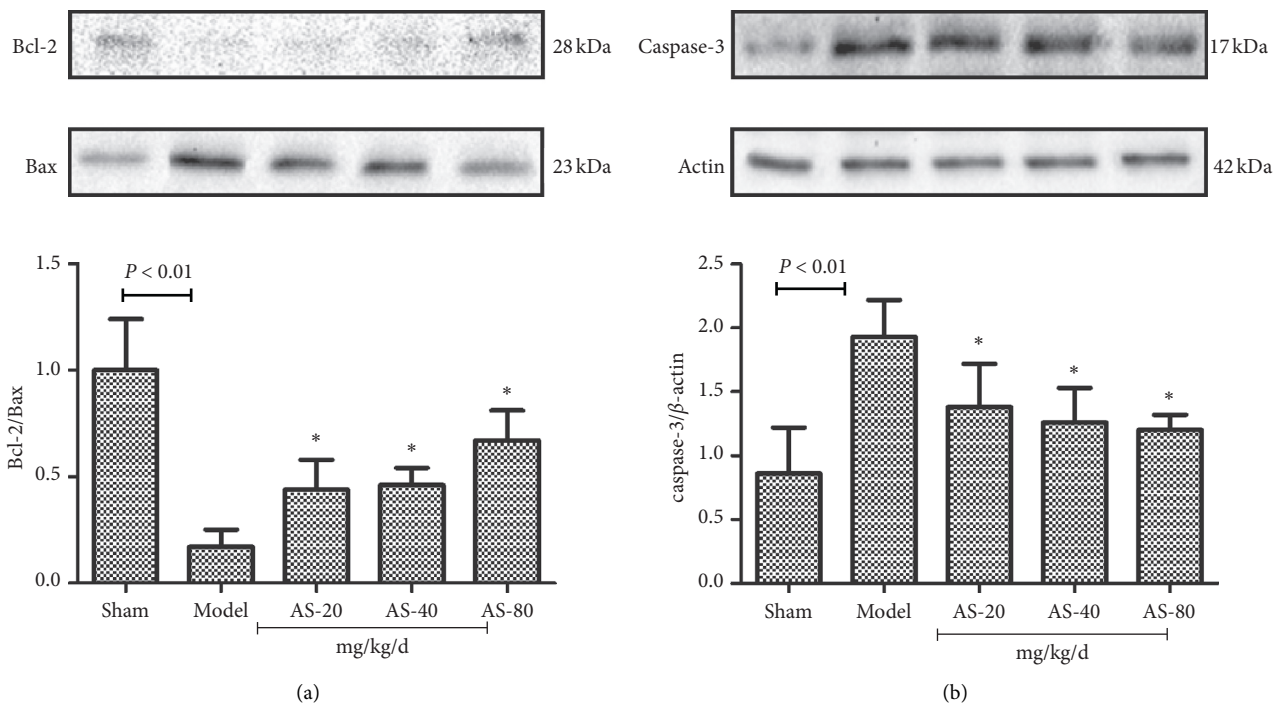 Bcl-2
28 kDa
Bax
23 kDa
1.5
1.0
0.5
0.0
Bcl-2/Bax
P < 0.01
*
*
*
Sham Model AS-20 AS-40 AS-80
mg/kg/d
(a)
Caspase-3
17 kDa
Actin
42 kDa
2.5
2.0
1.5
1.0
0.5
0.0
caspase-3/β-actin
P < 0.01
*
*
*
Sham Model AS-20 AS-40 AS-80
mg/kg/d
(b)